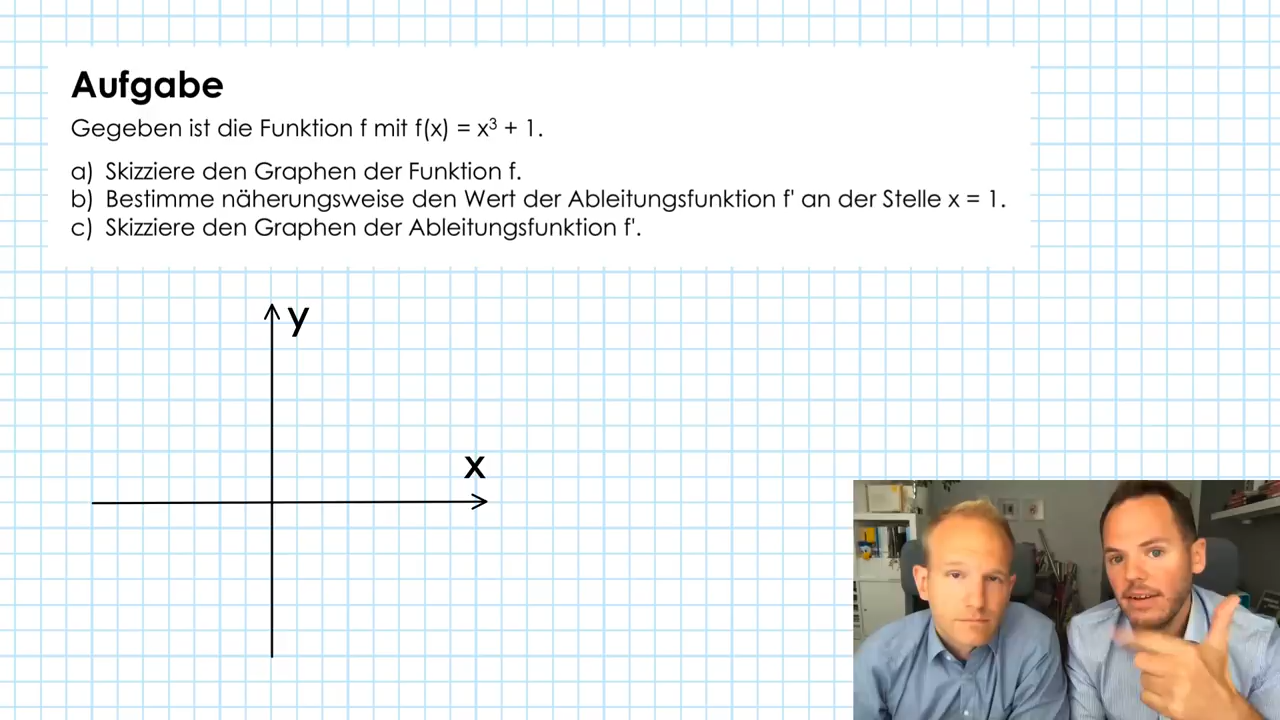 Aufgabe
Gegeben ist die Funktion f mit f(x) = x³ + 1.
a) Skizziere den Graphen der Funktion f.
b) Bestimme näherungsweise den Wert der Ableitungsfunktion f' an der Stelle x = 1.
c) Skizziere den Graphen der Ableitungsfunktion f'.
y
x